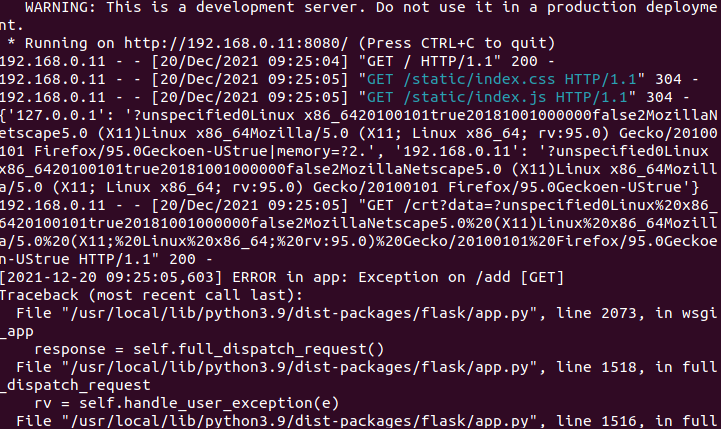 WARNING: This is a development server. Do not use it in a production deployme
nt.
* Running on http://192.168.0.11:8080/ (Press CTRL+C to quit)
192.168.0.11 - - [20/Dec/2021 09:25:04] "GET / HTTP/1.1" 200 -
192.168.0.11 - - [20/Dec/2021 09:25:05] "GET /static/index.css HTTP/1.1" 304 -
192.168.0.11 - - [20/Dec/2021 09:25:05] "GET /static/index.js HTTP/1.1" 304 -
{'127.0.0.1': '?unspecified0Linux x86_6420100101true20181001000000false2MozillaN
etscape5.0 (X11)Linux x86_64Mozilla/5.0 (X11; Linux x86_64; rv:95.0) Gecko/20100
101 Firefox/95.0Geckoen-UStrue|memory=?2.', '192.168.0.11': '?unspecified0Linux 
x86_6420100101true20181001000000false2MozillaNetscape5.0 (X11)Linux x86_64Mozill
a/5.0 (X11; Linux x86_64; rv:95.0) Gecko/20100101 Firefox/95.0Geckoen-UStrue'}
192.168.0.11 - - [20/Dec/2021 09:25:05] "GET /crt?data=?unspecified0Linux%20x86_
6420100101true20181001000000false2MozillaNetscape5.0%20(X11)Linux%20x86_64Mozill
a/5.0%20(X11;%20Linux%20x86_64;%20rv:95.0)%20Gecko/20100101%20Firefox/95.0Geckoe
n-UStrue HTTP/1.1" 200 -
[2021-12-20 09:25:05,603] ERROR in app: Exception on /add [GET]
Traceback (most recent call last):
File "/usr/local/lib/python3.9/dist-packages/flask/app.py", line 2073, in wsgi
_app
response = self.full_dispatch_request()
File "/usr/local/lib/python3.9/dist-packages/flask/app.py", line 1518, in full
_dispatch_request
rv = self.handle_user_exception(e)
File "/usr/local/lib/python3.9/dist-packages/flask/app.py", line 1516, in full